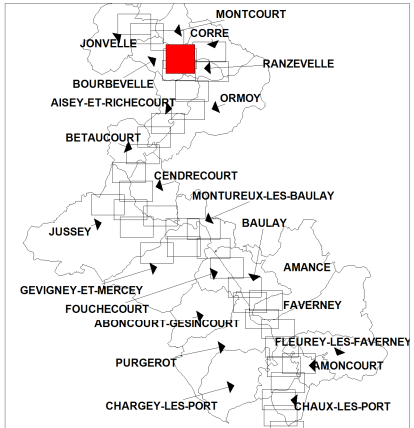 MONTCOURT
CORRE
JONVELLE
RANZEVELLE
BOURBEVELLE
AISEY-ET-RICHECOURT
ORMOY
BETAUCOURT
CENDRECOURT
MONTUREUX-LES-BAULAY
BAULAY
JUSSEY
AMANCE
GEVIGNEY-ET-MERCEY
FOUCHECOURT
FAVERNEY
ABONCOURT-GESINCOURT
FLEUREY-LES-FAVERNEY
PURGEROT
AMONCOURT
CHARGEY-LES-PORT
CHAUX-LES-PORT